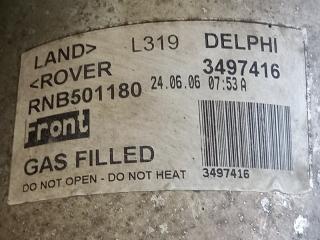 LAND> L319 DELPHI
<ROVER 3497416
RNB501180 24.06.06 07:53A
Front
GAS FILLED
DO NOT OPEN - DO NOT HEAT 3497416